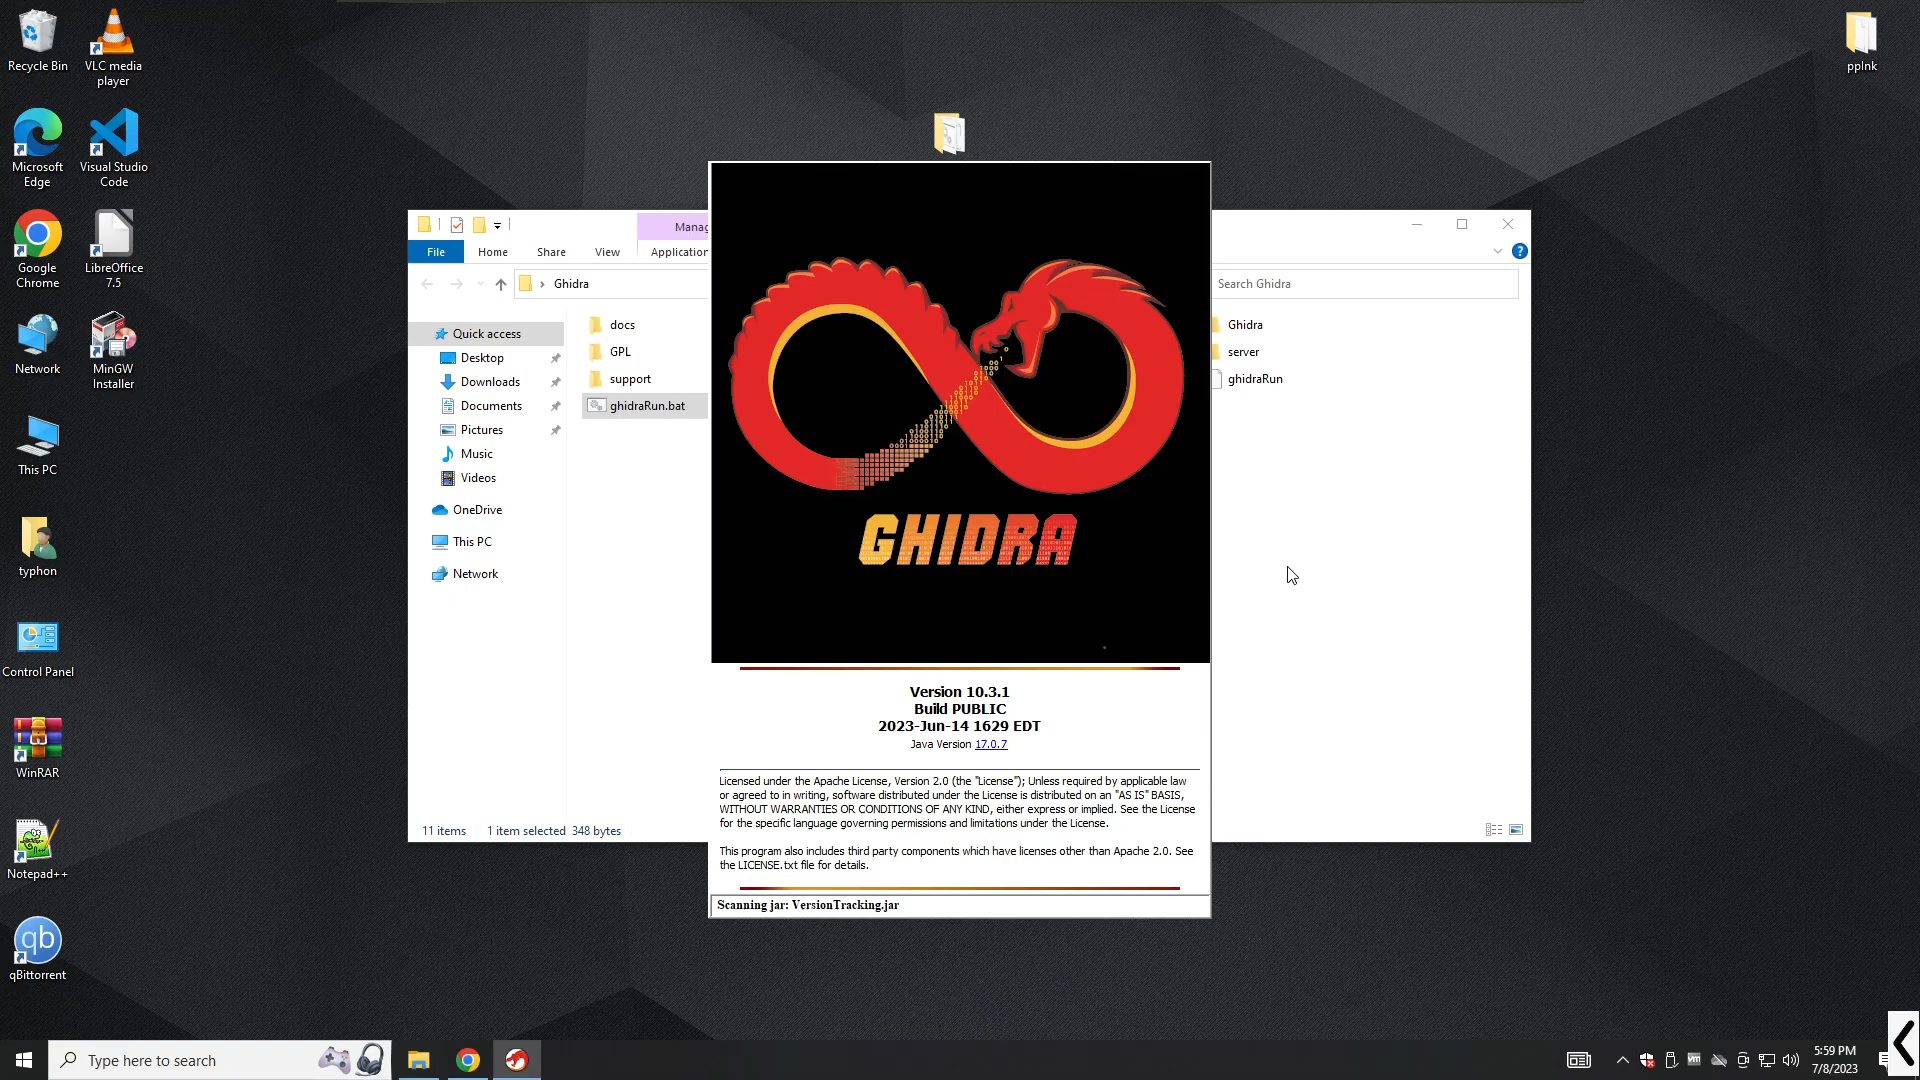 Recycle Bin
VLC media
player
ppInk
Microsoft
Edge
Visual Studio
Code
Google
Chrome
LibreOffice
7.5
Network
MinGW
Installer
This PC
typhon
Control Panel
WinRAR
Notepad++
qb
qBittorrent
Manag
File
Home
Share
View
Application
Ghidra
Search Ghidra
Quick access
Desktop
Downloads
Documents
Pictures
Music
Videos
OneDrive
This PC
Network
docs
GPL
support
ghidraRun.bat
Ghidra
server
ghidraRun
11 items
1 item selected 348 bytes
GHIDRA
Version 10.3.1
Build PUBLIC
2023-Jun-14 1629 EDT
Java Version 17.0.7
Licensed under the Apache License, Version 2.0 (the "License"); Unless required by applicable law
or agreed to in writing, software distributed under the License is distributed on an "AS IS" BASIS,
WITHOUT WARRANTIES OR CONDITIONS OF ANY KIND, either express or implied. See the License
for the specific language governing permissions and limitations under the License.
This program also includes third party components which have licenses other than Apache 2.0. See
the LICENSE.txt file for details.
Scanning jar: VersionTracking.jar
Type here to search
vm
5:59 PM
7/8/2023